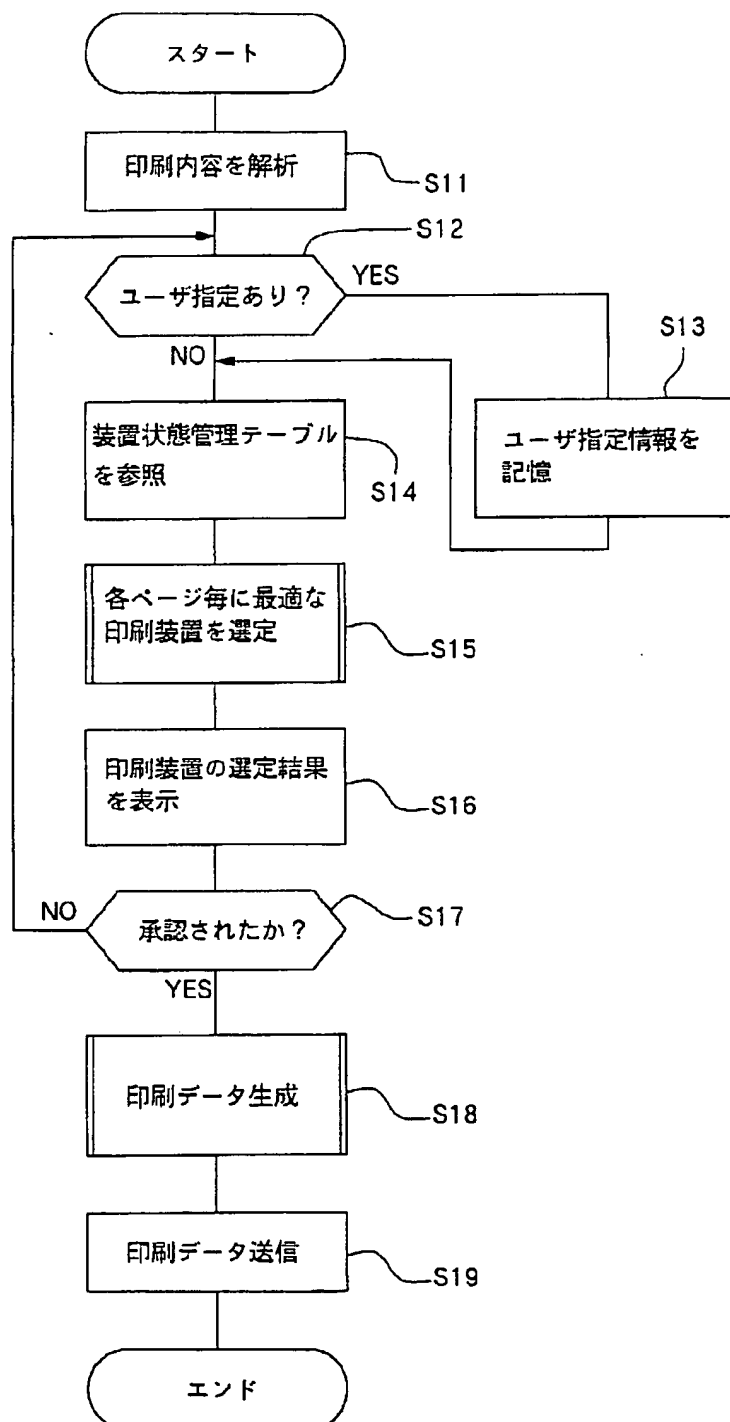 スタート
印刷内容を解析
S11
S12
ユーザ指定あり？
YES
NO
S13
ユーザ指定情報を
記憶
装置状態管理テーブル
を参照
S14
各ページ毎に最適な
印刷装置を選定
S15
印刷装置の選定結果
を表示
S16
NO
承認されたか？
S17
YES
印刷データ生成
S18
印刷データ送信
S19
エンド